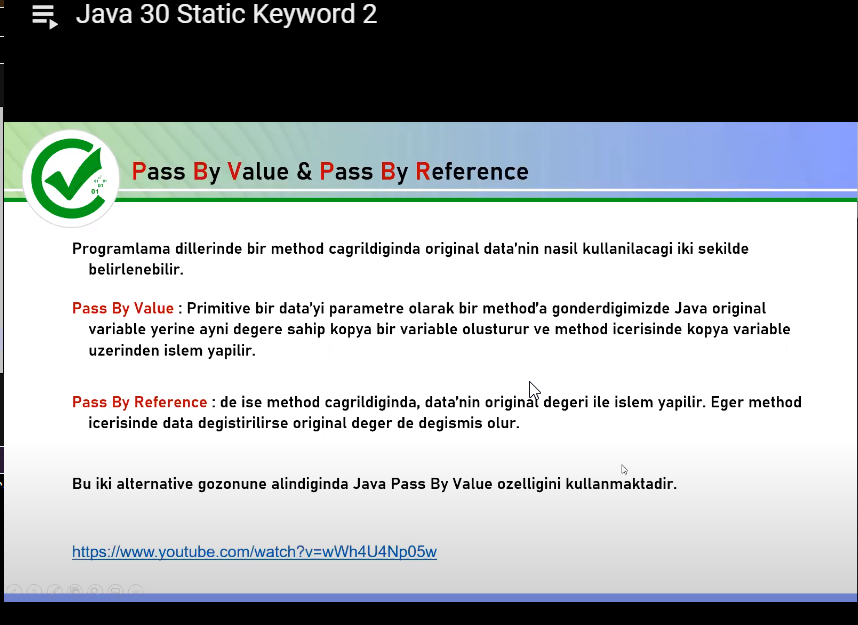 Java 30 Static Keyword 2
Pass By Value & Pass By Reference
Programlama dillerinde bir method cagrildiginda original data'nin nasil kullanilacagi iki sekilde
belirlenebilir.
Pass By Value : Primitive bir data'yi parametre olarak bir method'a gonderdigimizde Java original
variable yerine ayni degere sahip kopya bir variable olusturur ve method icerisinde kopya variable
uzerinden islem yapilir.
Pass By Reference : de ise method cagrildiginda, data'nin original degeri ile islem yapilir. Eger method
icerisinde data degistirilirse original deger de degismis olur.
Bu iki alternative gozonune alindiginda Java Pass By Value ozelligini kullanmaktadir.
https://www.youtube.com/watch?v=wWh4U4Np05w